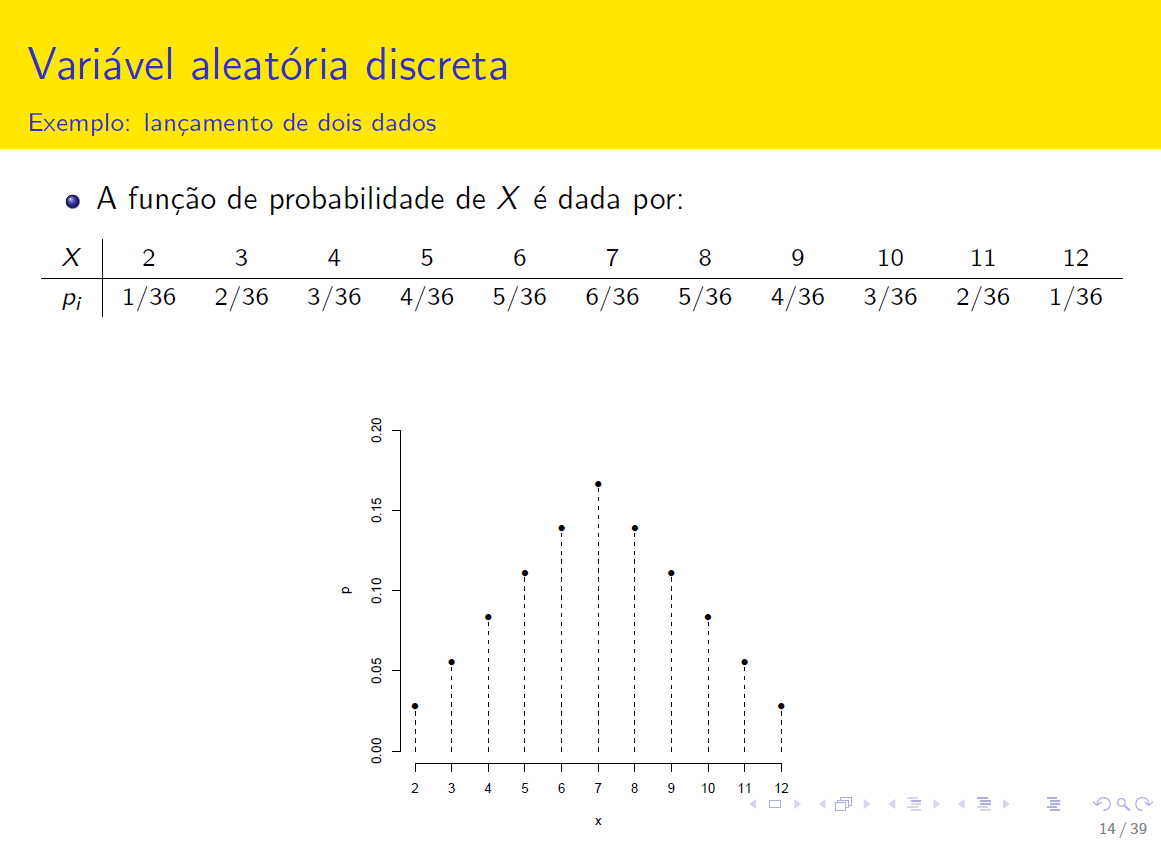 Variável aleatória discreta
Exemplo: lançamento de dois dados
A função de probabilidade de X é dada por:
X 2 3 4 5 6 7 8 9 10 11 12
pi 1/36 2/36 3/36 4/36 5/36 6/36 5/36 4/36 3/36 2/36 1/36
0.20
0.15
0.10
0.05
0.00
p
2 3 4 5 6 7 8 9 10 11 12
x
14 / 39